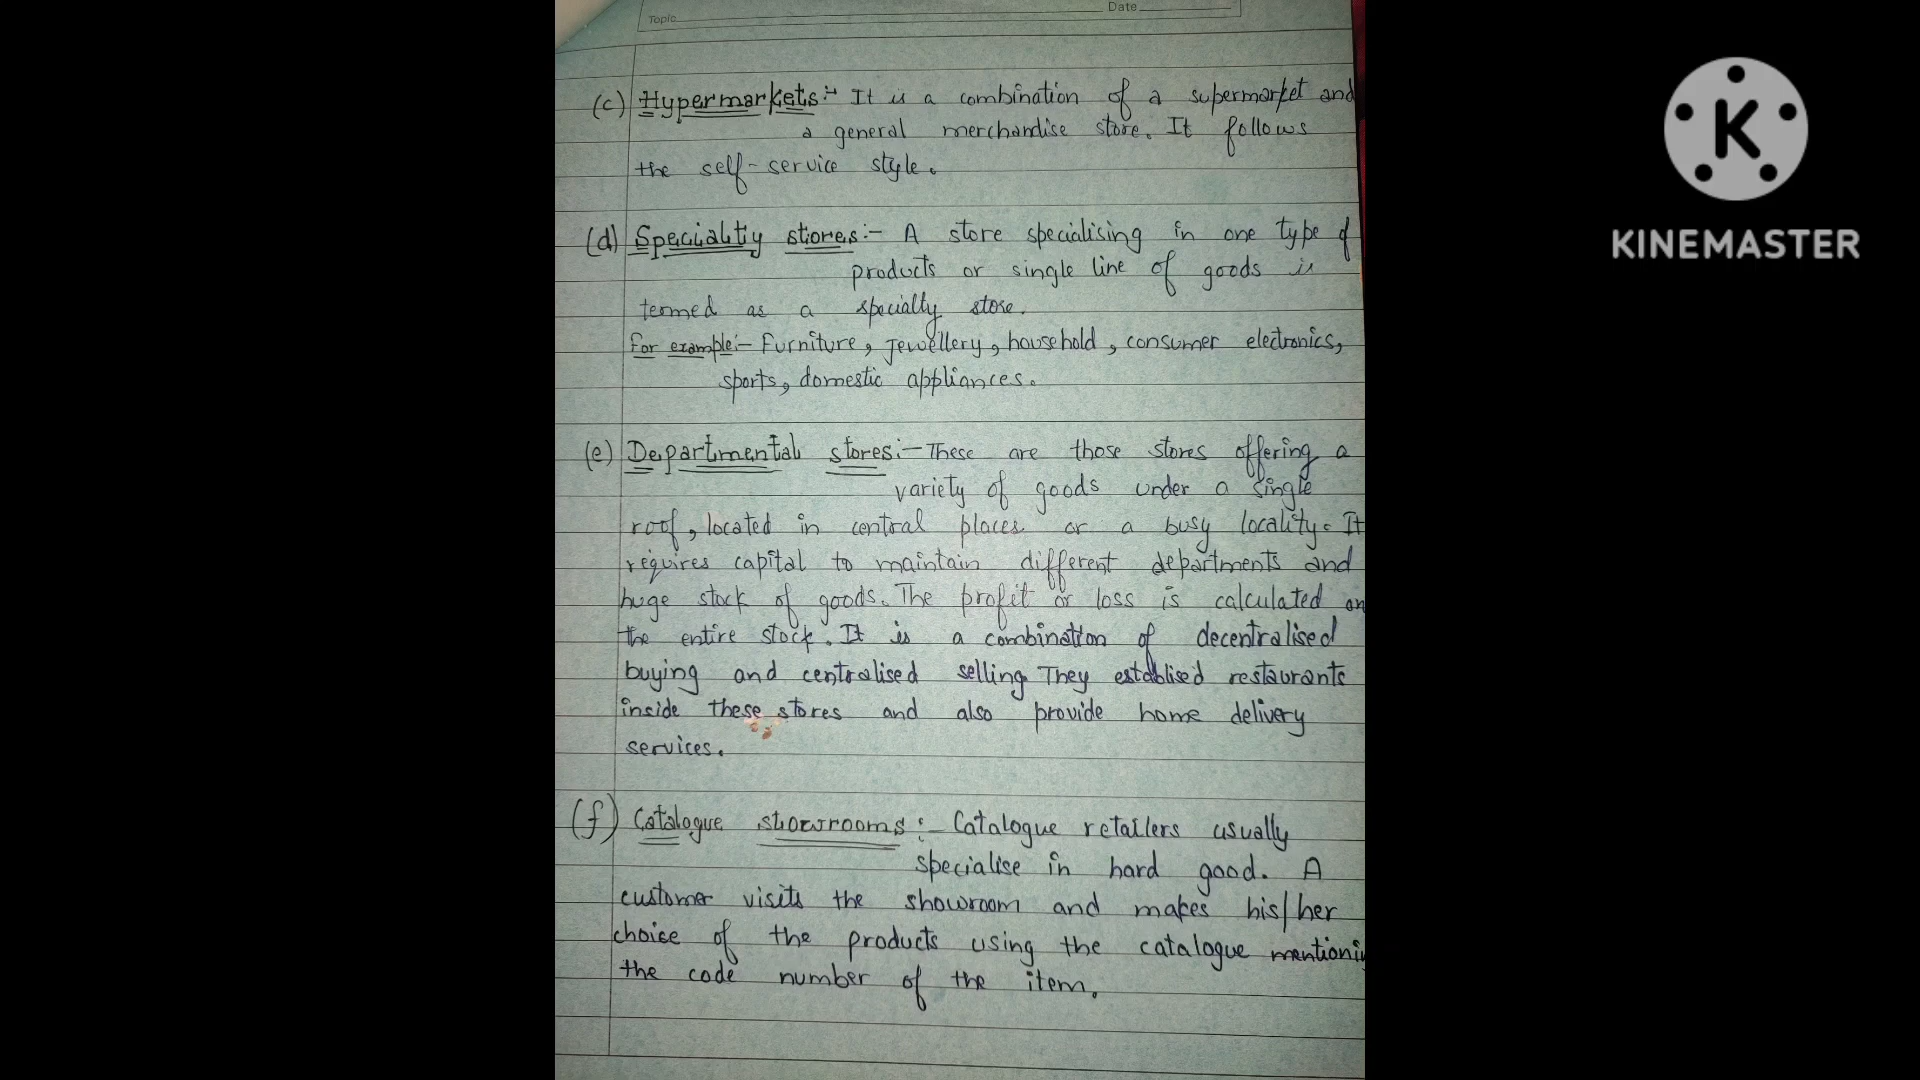 Topic
Date
(c) Hypermarkets:- It is a combination of a supermarket and
a general merchandise store. It follows
the self-service style.
(d) Speciality stores:- A store specialising in one type of
products or single line of goods is
termed as a specialty store.
For example:- Furniture, Jewellery, household, consumer electronics,
sports, domestic appliances.
(e) Departmental stores:- These are those stores offering a
variety of goods under a single
roof, located in central places or a busy locality. It
requires capital to maintain different departments and
huge stock of goods. The profit or loss is calculated on
the entire stock. It is a combination of decentralised
buying and centralised selling. They establised restaurants
inside these stores and also provide home delivery
services.
(f) Catalogue showrooms:- Catalogue retailers usually
specialise in hard good. A
customer visits the showroom and makes his/her
choice of the products using the catalogue mentionin
the code number of the item.
K
KINEMASTER